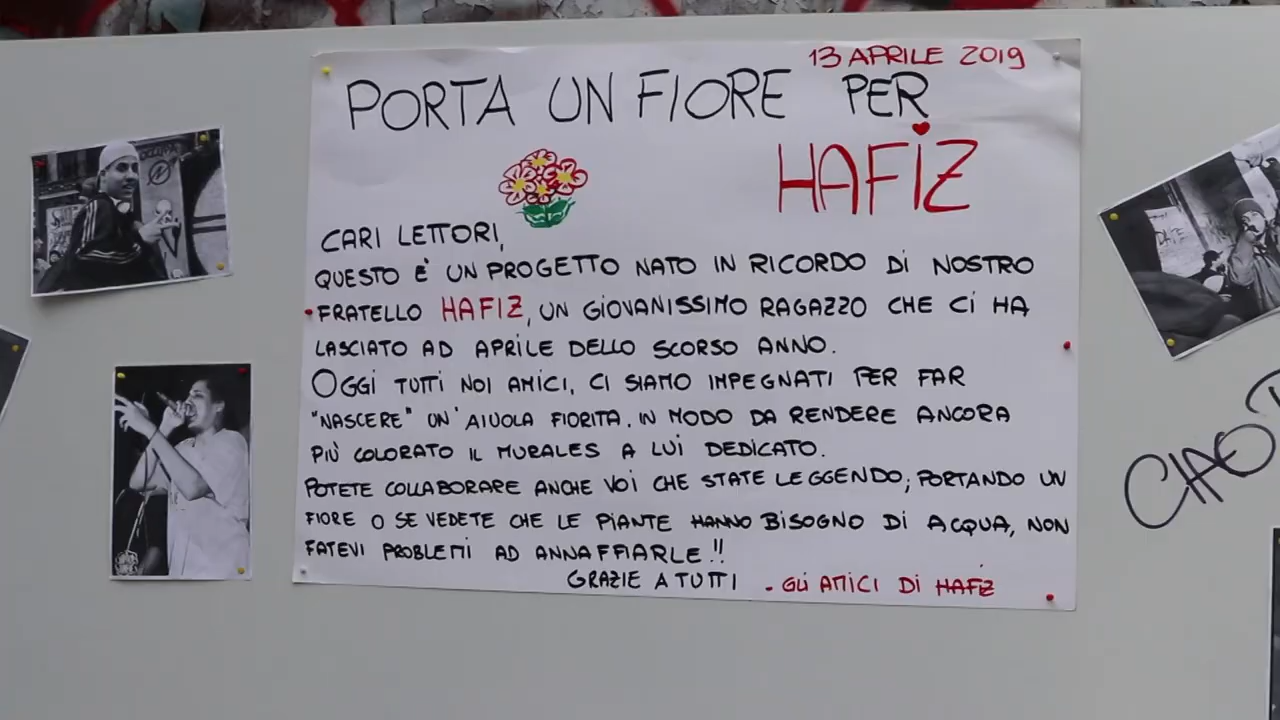 13 APRILE 2019
PORTA UN FIORE PER
HAFIZ
CARI LETTORI,
QUESTO È UN PROGETTO NATO IN RICORDO DI NOSTRO
FRATELLO HAFIZ, UN GIOVANISSIMO RAGAZZO CHE CI HA
LASCIATO AD APRILE DELLO SCORSO ANNO.
OGGI TUTTI NOI AMICI, CI SIAMO IMPEGNATI PER FAR
"NASCERE" UN'AIUOLA FIORITA. IN MODO DA RENDERE ANCORA
PIÙ COLORATO IL MURALES A LUI DEDICATO.
POTETE COLLABORARE ANCHE VOI CHE STATE LEGGENDO; PORTANDO UN
FIORE O SE VEDETE CHE LE PIANTE HANNO BISOGNO DI ACQUA, NON
FATEVI PROBLEMI AD ANNAFFIARLE!!
GRAZIE A TUTTI - GLI AMICI DI HAFIZ
CIAO